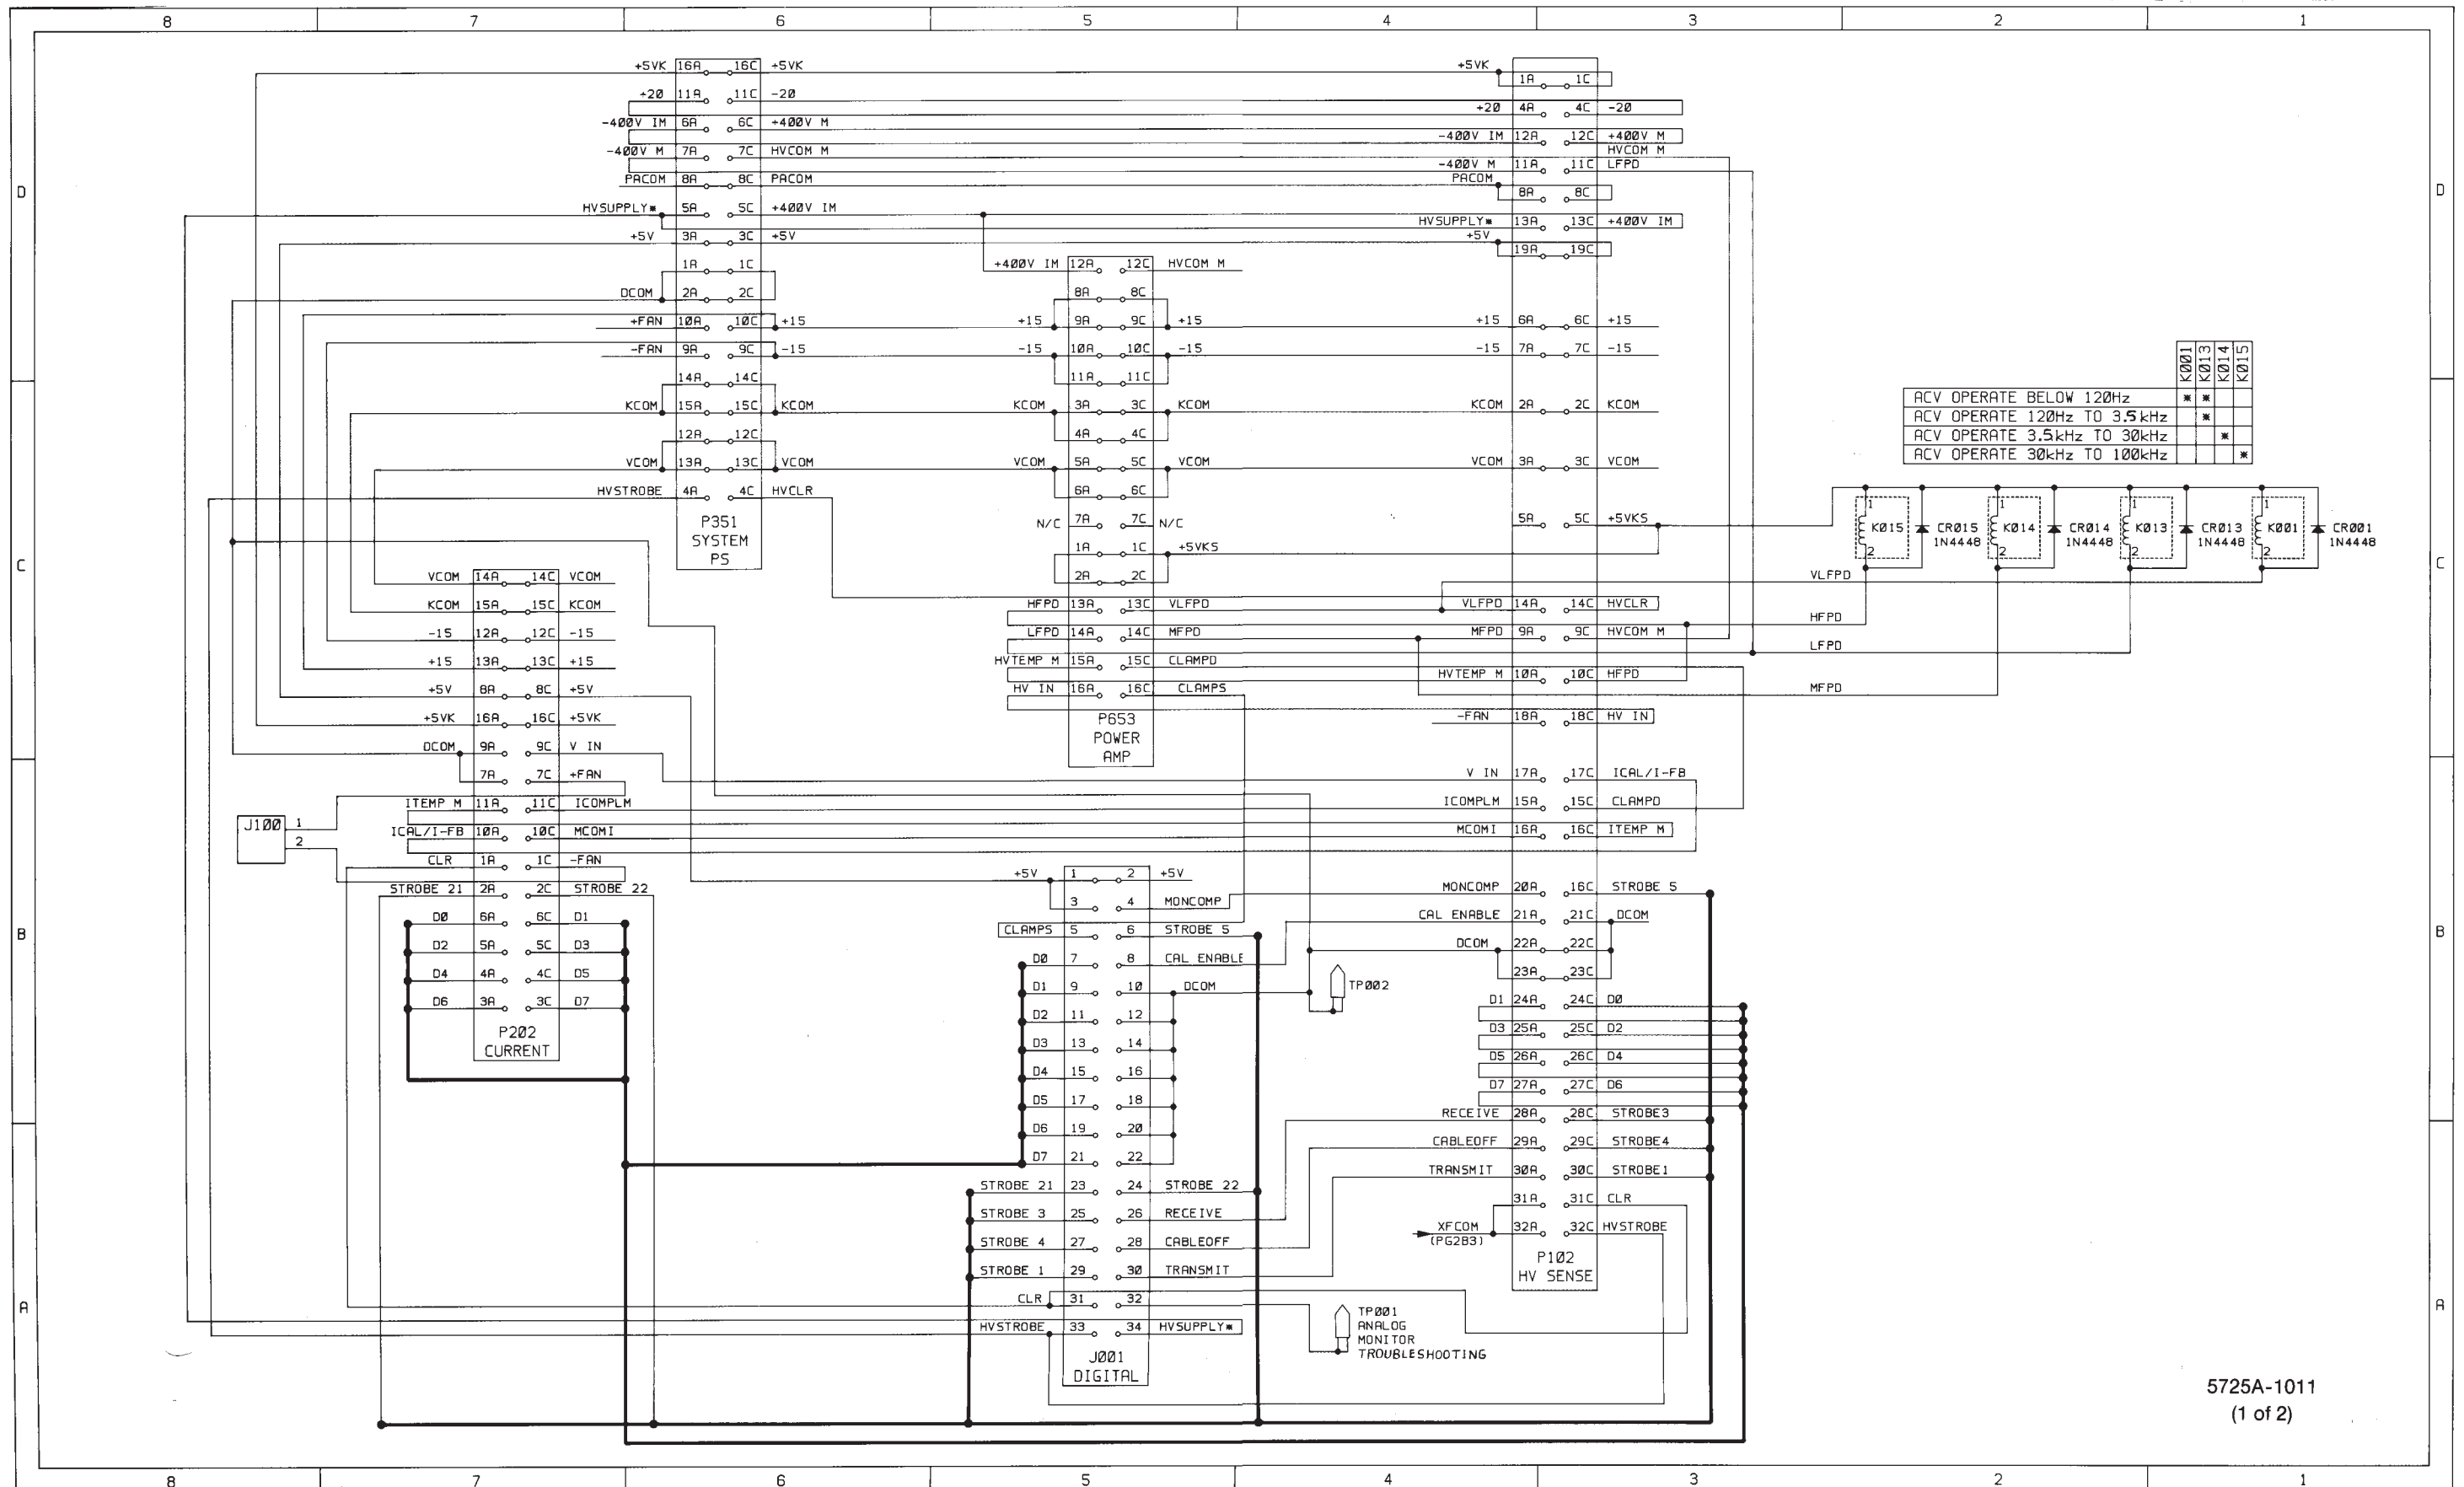 8 7 6 5 4 3 2 1
D
C
B
A
+5VK 16A 16C +5VK
+20 11A 11C -20
-400V IM 6A 6C +400V M
-400V M 7A 7C HVCOM M
PACOM 8A 8C PACOM
HVSUPPLY* 5A 5C +400V IM
+5V 3A 3C +5V
1A 1C
DCOM 2A 2C
+FAN 10A 10C +15
-FAN 9A 9C -15
14A 14C
KCOM 15A 15C KCOM
12A 12C
VCOM 13A 13C VCOM
HVSTROBE 4A 4C HVCLR
P351
SYSTEM
PS
VCOM 14A 14C VCOM
KCOM 15A 15C KCOM
-15 12A 12C -15
+15 13A 13C +15
+5V 8A 8C +5V
+5VK 16A 16C +5VK
DCOM 9A 9C V IN
7A 7C +FAN
ITEMP M 11A 11C ICOMPLM
ICAL/I-FB 10A 10C MCOMI
CLR 1A 1C -FAN
STROBE 21 2A 2C STROBE 22
D0 6A 6C D1
D2 5A 5C D3
D4 4A 4C D5
D6 3A 3C D7
P202
CURRENT
J100 1
2
+400V IM 12A 12C HVCOM M
8A 8C
+15 9A 9C +15
-15 10A 10C -15
11A 11C
KCOM 3A 3C KCOM
4A 4C
VCOM 5A 5C VCOM
6A 6C
N/C 7A 7C N/C
1A 1C +5VKS
2A 2C
HFPD 13A 13C VLFPD
LFPD 14A 14C MFPD
HVTEMP M 15A 15C CLAMPD
HV IN 16A 16C CLAMPS
P653
POWER
AMP
+5V 1 2 +5V
3 4 MONCOMP
CLAMPS 5 6 STROBE 5
D0 7 8 CAL ENABLE
D1 9 10 DCOM
D2 11 12
D3 13 14
D4 15 16
D5 17 18
D6 19 20
D7 21 22
STROBE 21 23 24 STROBE 22
STROBE 3 25 26 RECEIVE
STROBE 4 27 28 CABLEOFF
STROBE 1 29 30 TRANSMIT
CLR 31 32
HVSTROBE 33 34 HVSUPPLY*
J001
DIGITAL
TP002
TP001
ANALOG
MONITOR
TROUBLESHOOTING
+5VK
1A 1C
+20 4A 4C -20
-400V IM 12A 12C +400V M
HVCOM M
-400V M 11A 11C LFPD
PACOM
8A 8C
HVSUPPLY* 13A 13C +400V IM
+5V
19A 19C
+15 6A 6C +15
-15 7A 7C -15
KCOM 2A 2C KCOM
VCOM 3A 3C VCOM
5A 5C +5VKS
VLFPD 14A 14C HVCLR
MFPD 9A 9C HVCOM M
HVTEMP M 10A 10C HFPD
-FAN 18A 18C HV IN
V IN 17A 17C ICAL/I-FB
ICOMPLM 15A 15C CLAMPD
MCOMI 16A 16C ITEMP M
MONCOMP 20A 16C STROBE 5
CAL ENABLE 21A 21C DCOM
DCOM 22A 22C
23A 23C
D1 24A 24C D0
D3 25A 25C D2
D5 26A 26C D4
D7 27A 27C D6
RECEIVE 28A 28C STROBE3
CABLEOFF 29A 29C STROBE4
TRANSMIT 30A 30C STROBE1
31A 31C CLR
XFCOM 32A 32C HVSTROBE
(PG2B3)
P102
HV SENSE
K001 K013 K014 K015
ACV OPERATE BELOW 120Hz * *
ACV OPERATE 120Hz TO 3.5kHz *
ACV OPERATE 3.5kHz TO 30kHz *
ACV OPERATE 30kHz TO 100kHz *
1 K015 2 CR015 1N4448
1 K014 2 CR014 1N4448
1 K013 2 CR013 1N4448
1 K001 2 CR001 1N4448
VLFPD
HFPD
LFPD
MFPD
5725A-1011
(1 of 2)
D
C
B
A
8 7 6 5 4 3 2 1